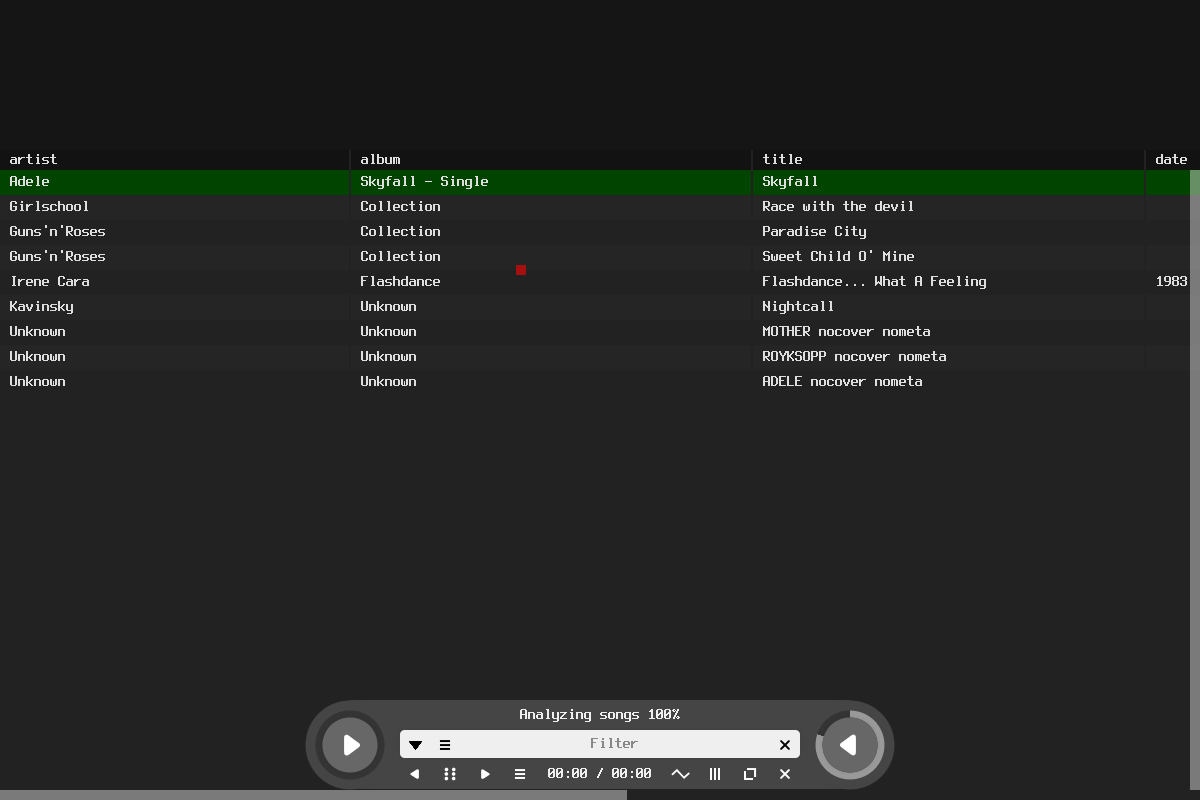 artist album title date
Adele Skyfall - Single Skyfall
Girlschool Collection Race with the devil
Guns'n'Roses Collection Paradise City
Guns'n'Roses Collection Sweet Child O' Mine
Irene Cara Flashdance Flashdance... What A Feeling 1983
Kavinsky Unknown Nightcall
Unknown Unknown MOTHER nocover nometa
Unknown Unknown ROYKSOPP nocover nometa
Unknown Unknown ADELE nocover nometa
Analyzing songs 100%
Filter
00:00 / 00:00